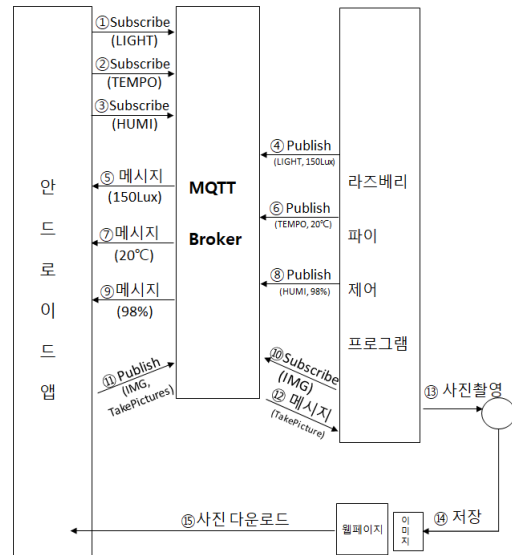 ①Subscribe
(LIGHT)
②Subscribe
(TEMPO)
③Subscribe
(HUMI)
④ Publish
(LIGHT, 150Lux)
⑤ 메시지
(150Lux)
⑥ Publish
(TEMPO, 20℃)
⑦ 메시지
(20℃)
⑧ Publish
(HUMI, 98%)
⑨ 메시지
(98%)
⑩ Subscribe
(IMG)
⑪ Publish
(IMG,
TakePictures)
⑫ 메시지
(TakePicture)
안
드
로
이
드
앱
MQTT
Broker
라즈베리
파이
제어
프로그램
⑬ 사진촬영
⑭ 저장
이
미
지
웹페이지
⑮사진 다운로드